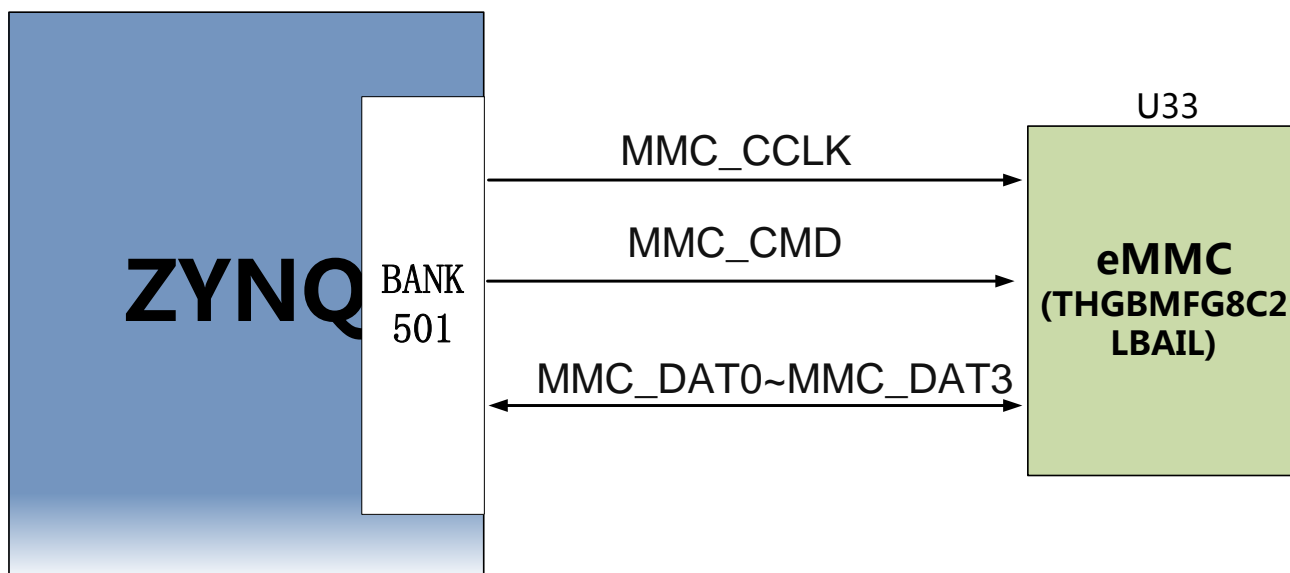 U33
MMC_CCLK
ZYNQ
BANK
501
MMC_CMD
eMMC
(THGBMFG8C2
LBAIL)
MMC_DAT0~MMC_DAT3